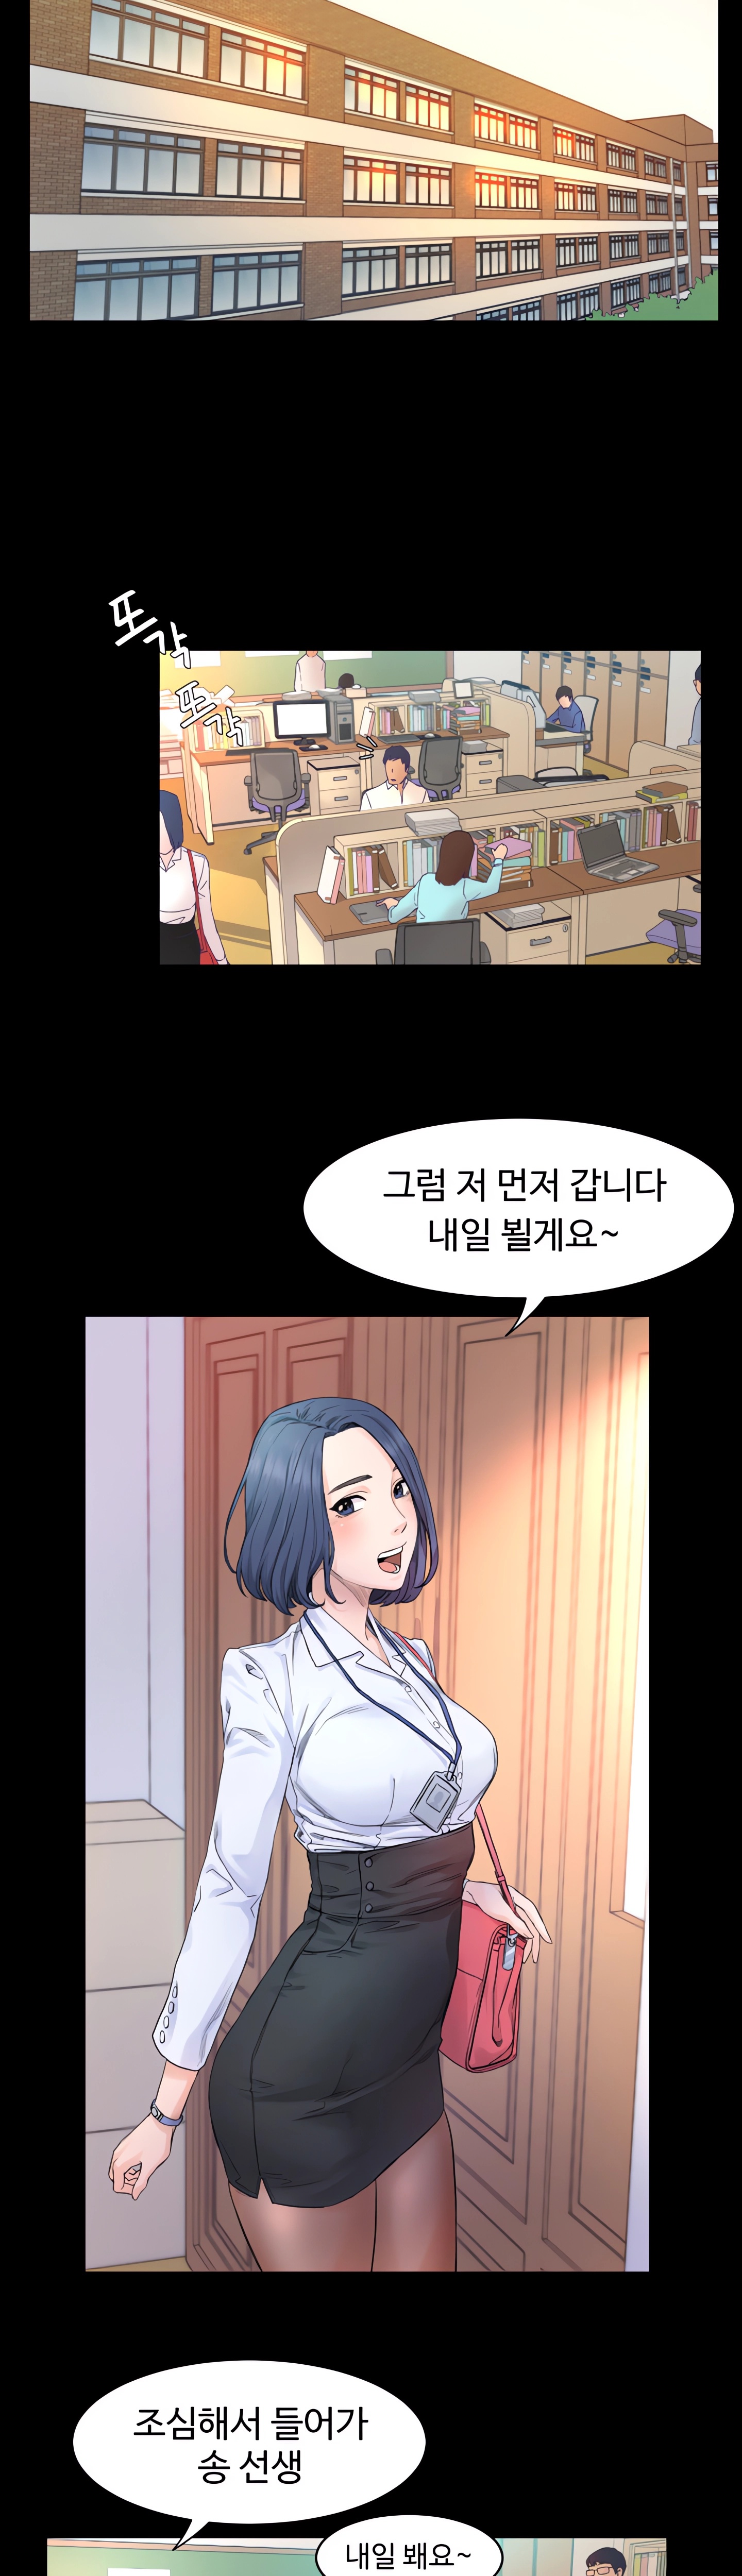 또각
또각
그럼 저 먼저 갑니다
내일 뵐게요~
조심해서 들어가
송 선생
내일 봬요~